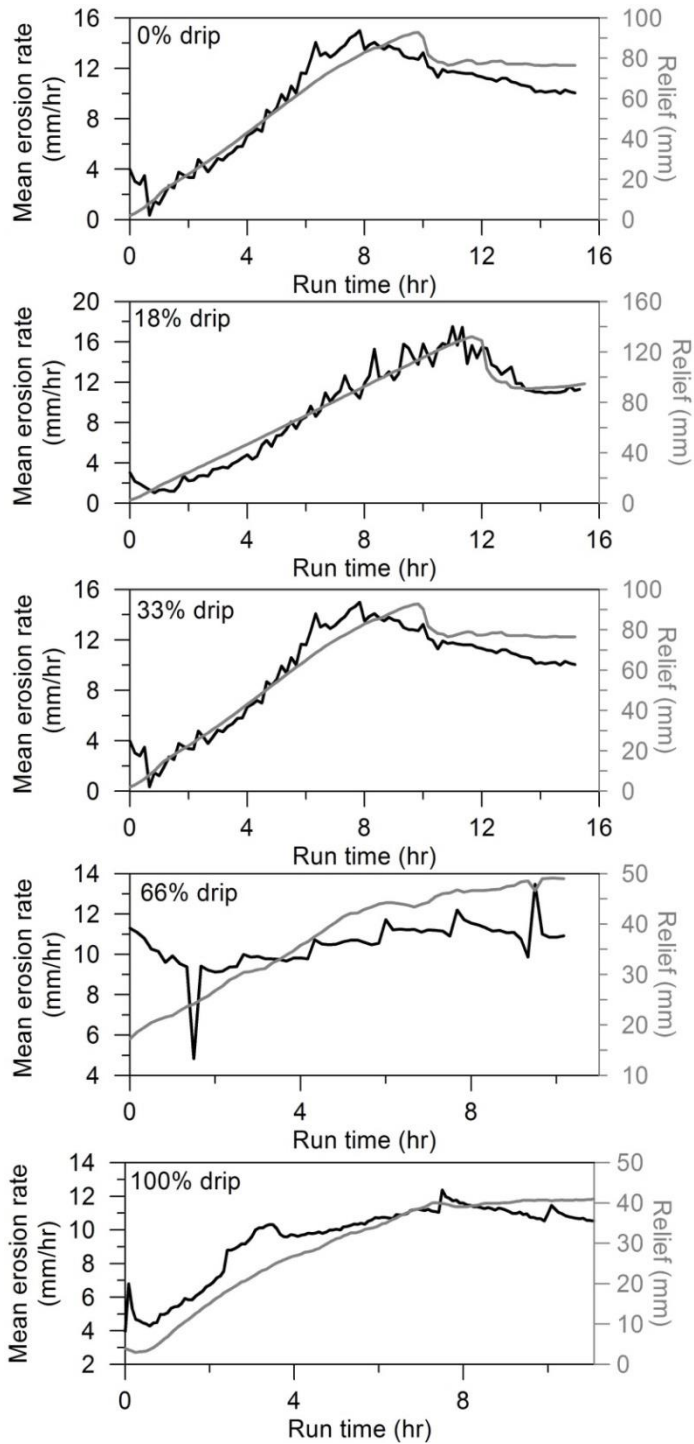 0% drip
Mean erosion rate
(mm/hr)
16
12
8
4
0
100
80
60
40
20
0
Relief (mm)
0 4 8 12 16
Run time (hr)
18% drip
Mean erosion rate
(mm/hr)
20
16
12
8
4
0
160
120
80
40
0
Relief (mm)
0 4 8 12 16
Run time (hr)
33% drip
Mean erosion rate
(mm/hr)
16
12
8
4
0
100
80
60
40
20
0
Relief (mm)
0 4 8 12 16
Run time (hr)
66% drip
Mean erosion rate
(mm/hr)
14
12
10
8
6
4
50
40
30
20
10
Relief (mm)
0 4 8
Run time (hr)
100% drip
Mean erosion rate
(mm/hr)
14
12
10
8
6
4
2
50
40
30
20
10
0
Relief (mm)
0 4 8
Run time (hr)